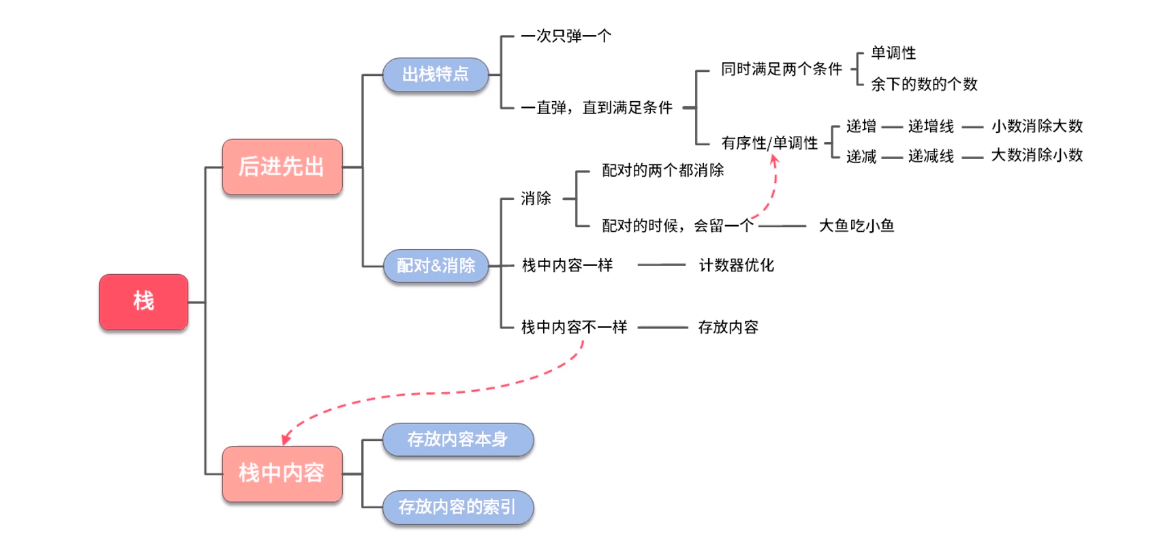 栈
后进先出
出栈特点
一次只弹一个
一直弹，直到满足条件
同时满足两个条件
单调性
余下的数的个数
有序性/单调性
递增
递增线
小数消除大数
递减
递减线
大数消除小数
配对&消除
消除
配对的两个都消除
配对的时候，会留一个
大鱼吃小鱼
栈中内容一样
计数器优化
栈中内容不一样
存放内容
栈中内容
存放内容本身
存放内容的索引